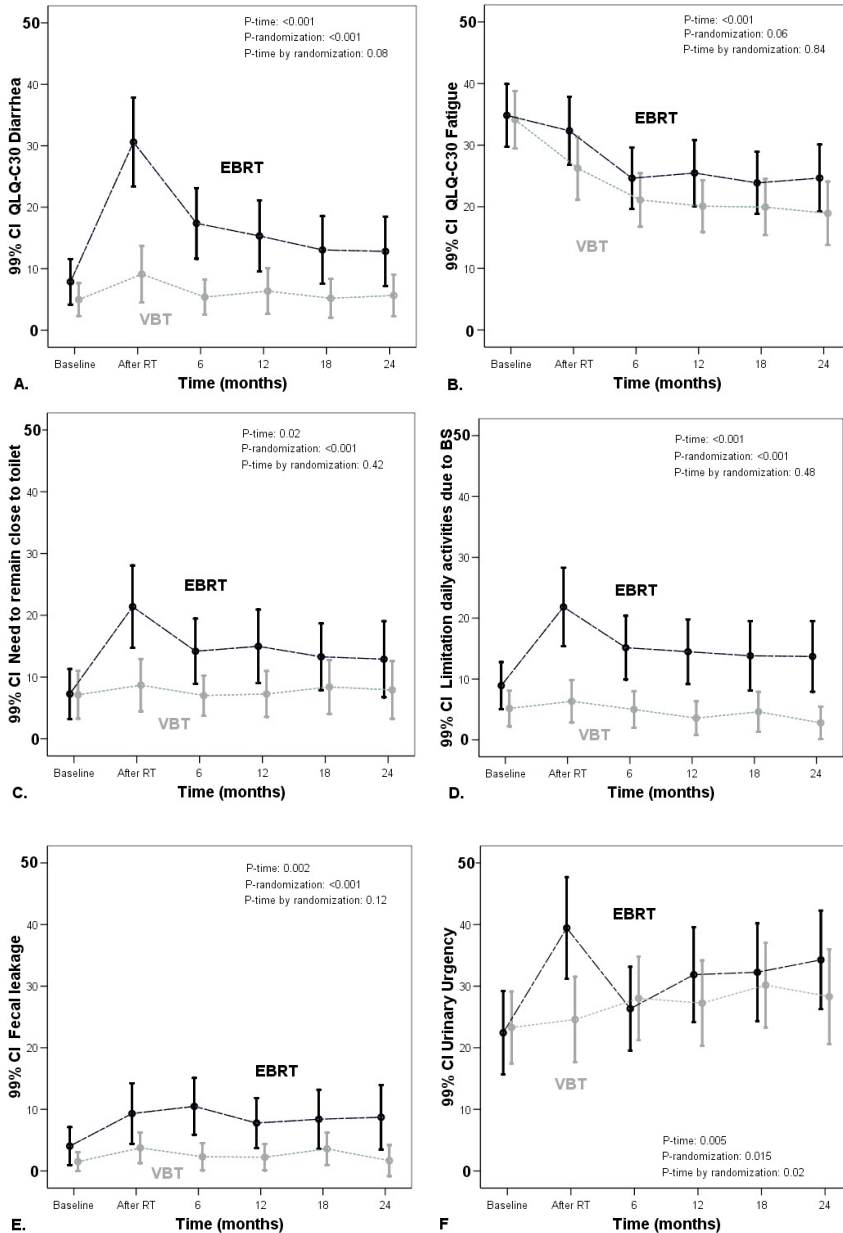 99% CI QLQ-C30 Diarrhea
50
40
30
20
10
0
P-time: <0.001
P-randomization: <0.001
P-time by randomization: 0.08
EBRT
VBT
Baseline After RT 6 12 18 24
A. Time (months)
99% CI QLQ-C30 Fatigue
50
40
30
20
10
0
P-time: <0.001
P-randomization: 0.06
P-time by randomization: 0.84
EBRT
VBT
Baseline After RT 6 12 18 24
B. Time (months)
99% CI Need to remain close to toilet
50
40
30
20
10
0
P-time: 0.02
P-randomization: <0.001
P-time by randomization: 0.42
EBRT
VBT
Baseline After RT 6 12 18 24
C. Time (months)
99% CI Limitation daily activities due to BS
50
40
30
20
10
0
P-time: <0.001
P-randomization: <0.001
P-time by randomization: 0.48
EBRT
VBT
Baseline After RT 6 12 18 24
D. Time (months)
99% CI Fecal leakage
50
40
30
20
10
0
P-time: 0.002
P-randomization: <0.001
P-time by randomization: 0.12
EBRT
VBT
Baseline After RT 6 12 18 24
E. Time (months)
99% CI Urinary Urgency
50
40
30
20
10
0
EBRT
VBT
P-time: 0.005
P-randomization: 0.015
P-time by randomization: 0.02
Baseline After RT 6 12 18 24
F Time (months)